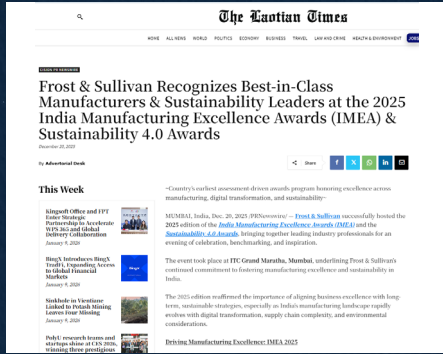 The Laotian Times
HOME ALL NEWS WORLD POLITICS ECONOMY BUSINESS TRAVEL LAW AND CRIME HEALTH & ENVIRONMENT JOBS
Frost & Sullivan Recognizes Best-in-Class
Manufacturers & Sustainability Leaders at the 2025
India Manufacturing Excellence Awards (IMEA) &
Sustainability 4.0 Awards
December 20, 2025
By Advertorial Desk
Share
This Week
Kingsoft Office and FPT
Enter Strategic
Partnership to Accelerate
WPS 365 and Global
Delivery Collaboration
January 9, 2026
BingX Introduces BingX
TradFi, Expanding Access
to Global Financial
Markets
January 9, 2026
Sinkhole in Vientiane
Linked to Potash Mining
Leaves Four Missing
January 9, 2026
PolyU research teams and
startups shine at CES 2026,
winning three prestigious
~Country's earliest assessment-driven awards program honoring excellence across
manufacturing, digital transformation, and sustainability~
MUMBAI, India, Dec. 20, 2025 /PRNewswire/ -- Frost & Sullivan successfully hosted the
2025 edition of the India Manufacturing Excellence Awards (IMEA) and the
Sustainability 4.0 Awards, bringing together leading industry professionals for an
evening of celebration, benchmarking, and inspiration.
The event took place at ITC Grand Maratha, Mumbai, underlining Frost & Sullivan's
continued commitment to fostering manufacturing excellence and sustainability in
India.
The 2025 edition reaffirmed the importance of aligning business excellence with long-
term, sustainable strategies, especially as India's manufacturing landscape rapidly
evolves with digital transformation, supply chain complexity, and environmental
considerations.
Driving Manufacturing Excellence: IMEA 2025